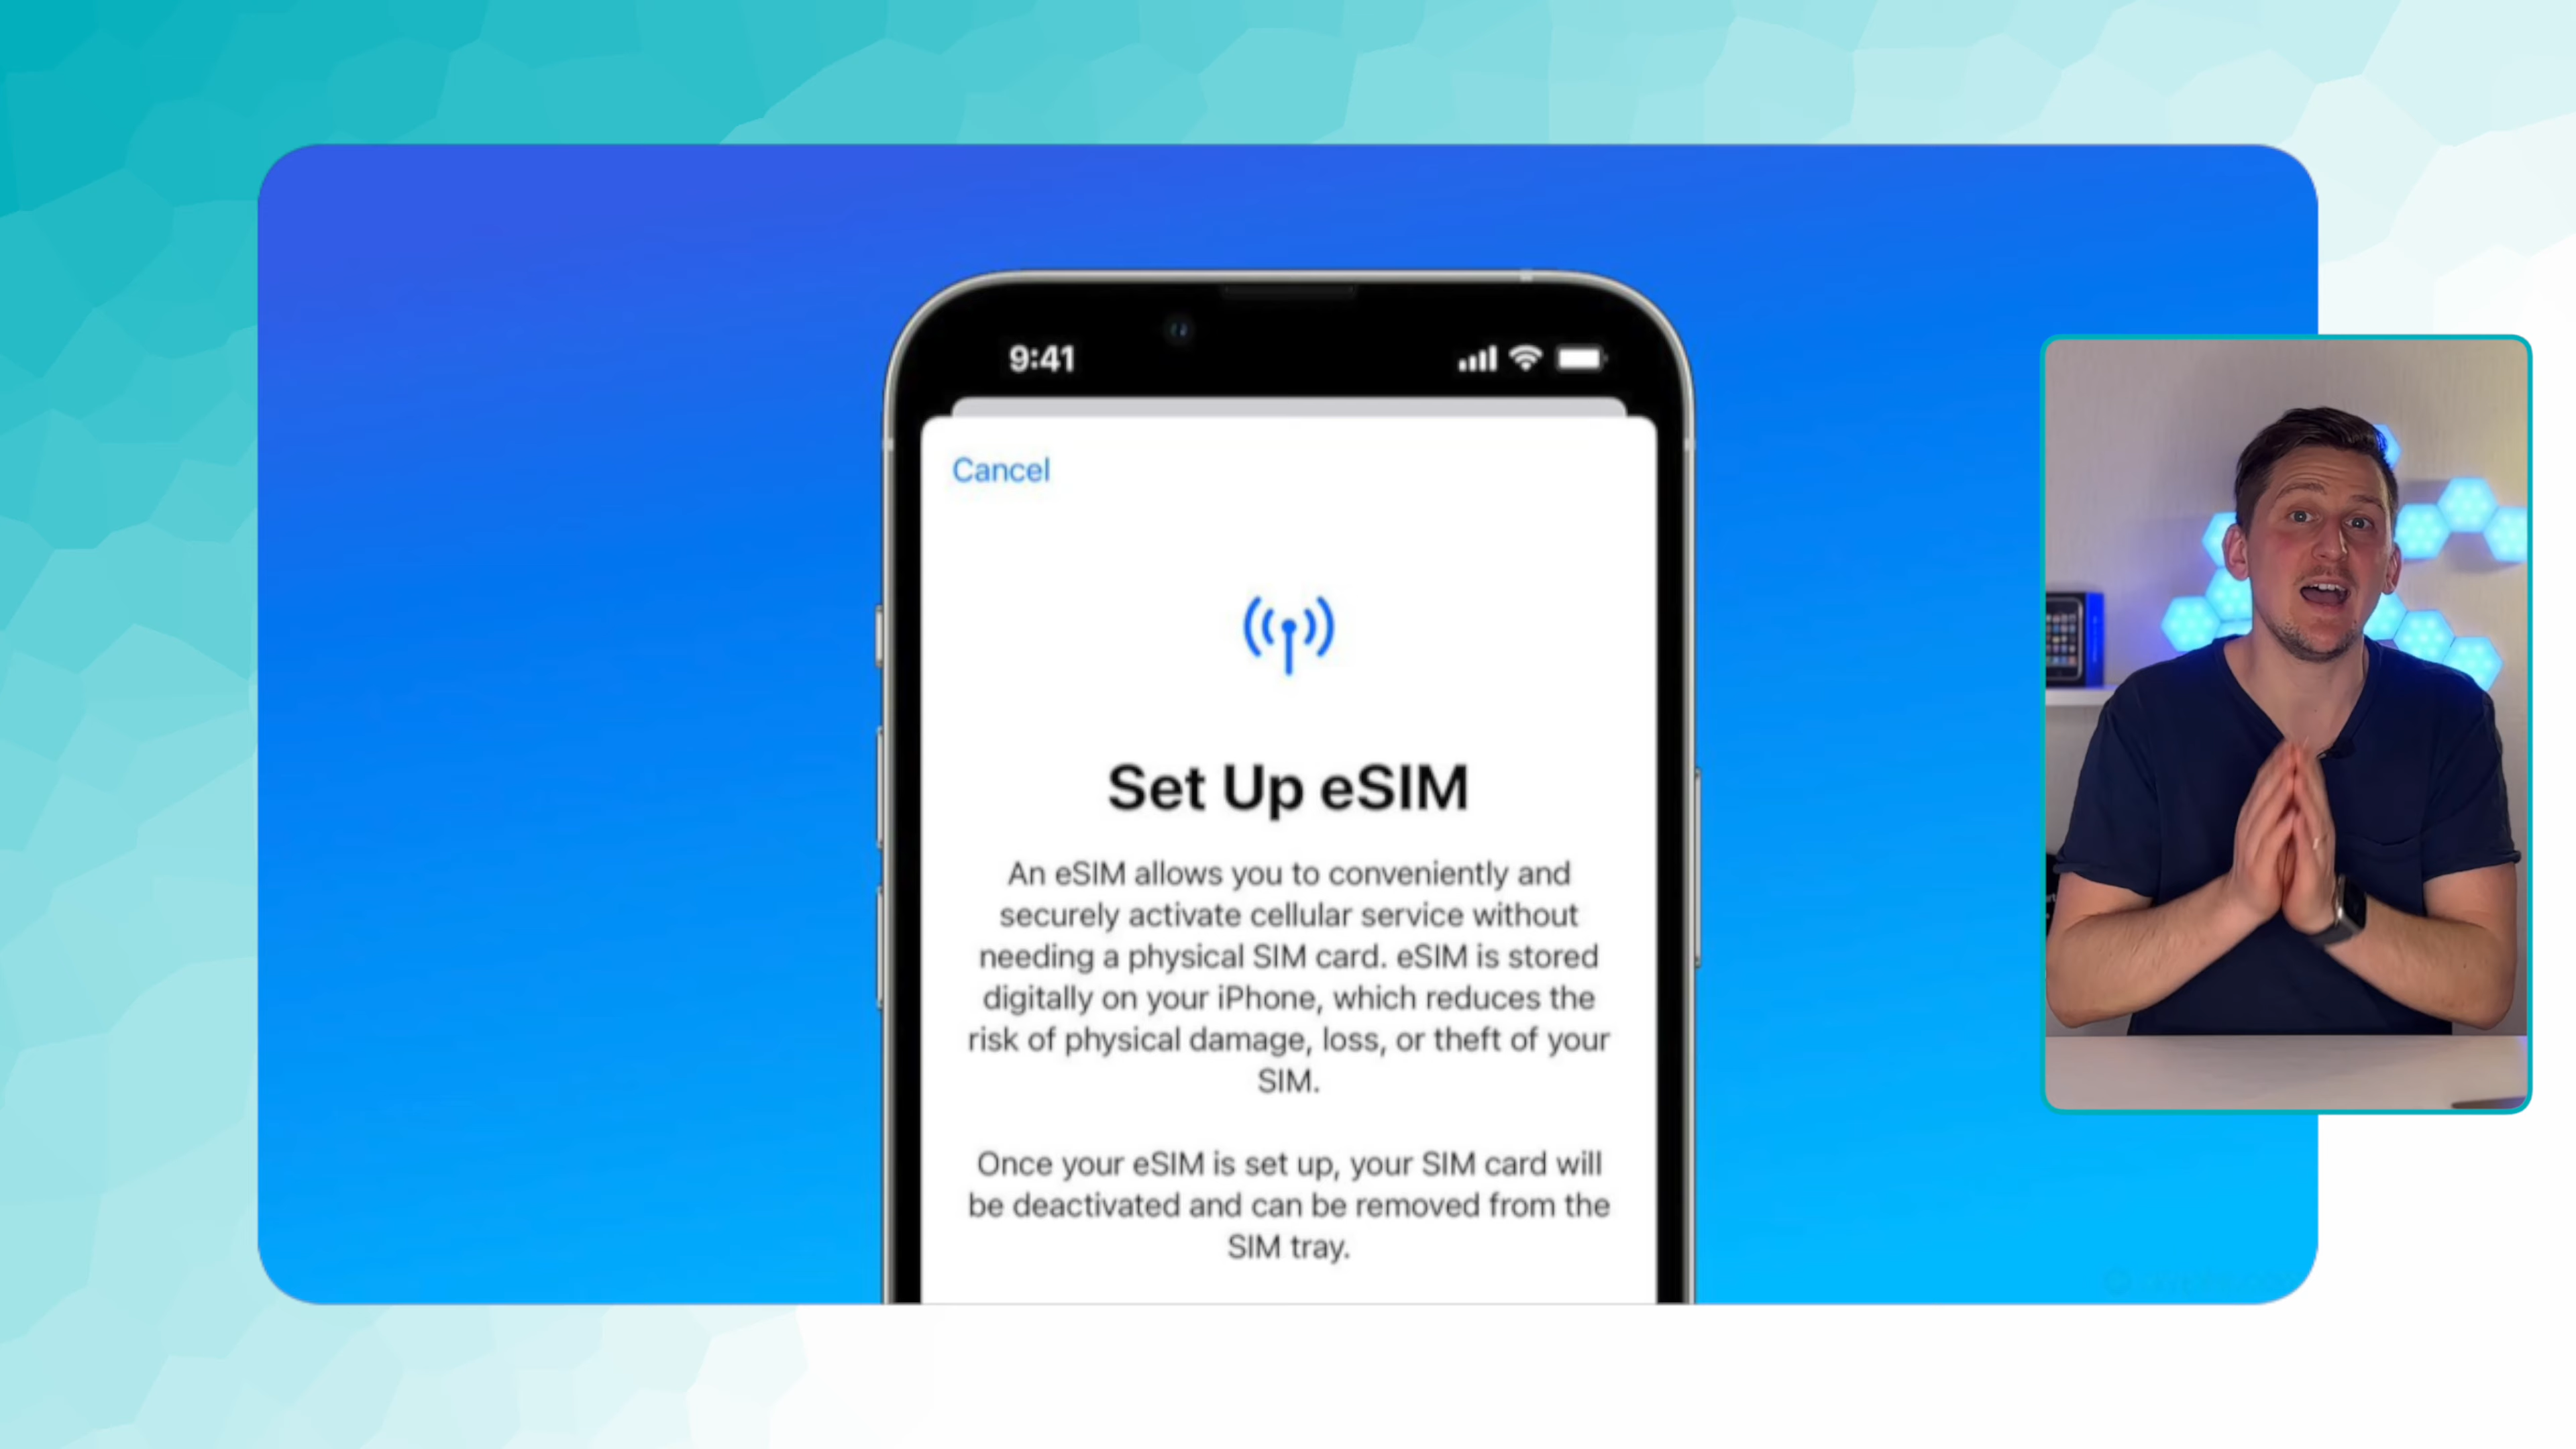 9:41
Cancel
Set Up eSIM
An eSIM allows you to conveniently and
securely activate cellular service without
needing a physical SIM card. eSIM is stored
digitally on your iPhone, which reduces the
risk of physical damage, loss, or theft of your
SIM.
Once your eSIM is set up, your SIM card will
be deactivated and can be removed from the
SIM tray.